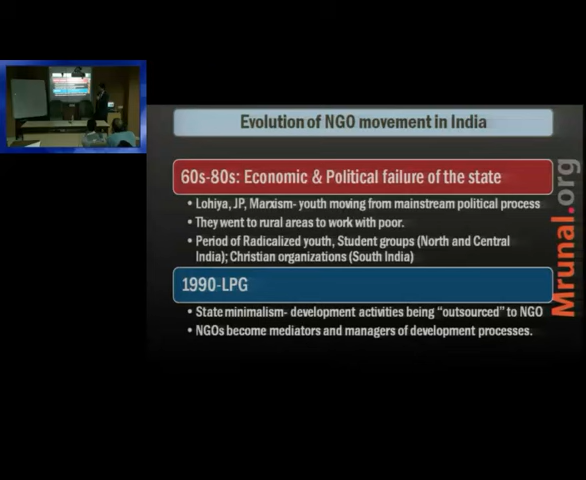 Evolution of NGO movement in India
60s-80s: Economic & Political failure of the state
• Lohiya, JP, Marxism- youth moving from mainstream political process
• They went to rural areas to work with poor.
• Period of Radicalized youth, Student groups (North and Central
India); Christian organizations (South India)
1990-LPG
• State minimalism- development activities being “outsourced” to NGO
• NGOs become mediators and managers of development processes.
Mrunal.org